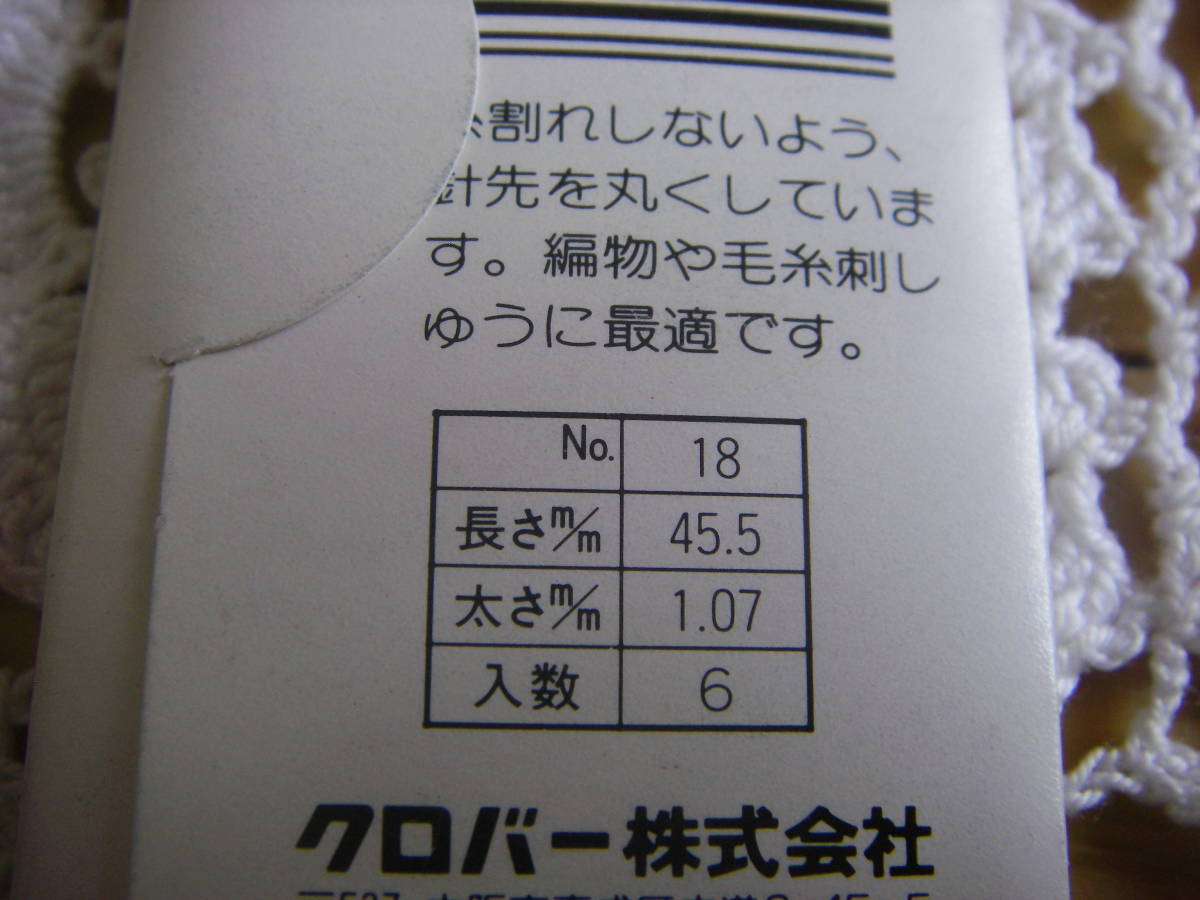 糸割れしないよう、
針先を丸くしていま
す。編物や毛糸刺し
ゅうに最適です。
No. 18
長さm/m 45.5
太さm/m 1.07
入数 6
クロバー株式会社